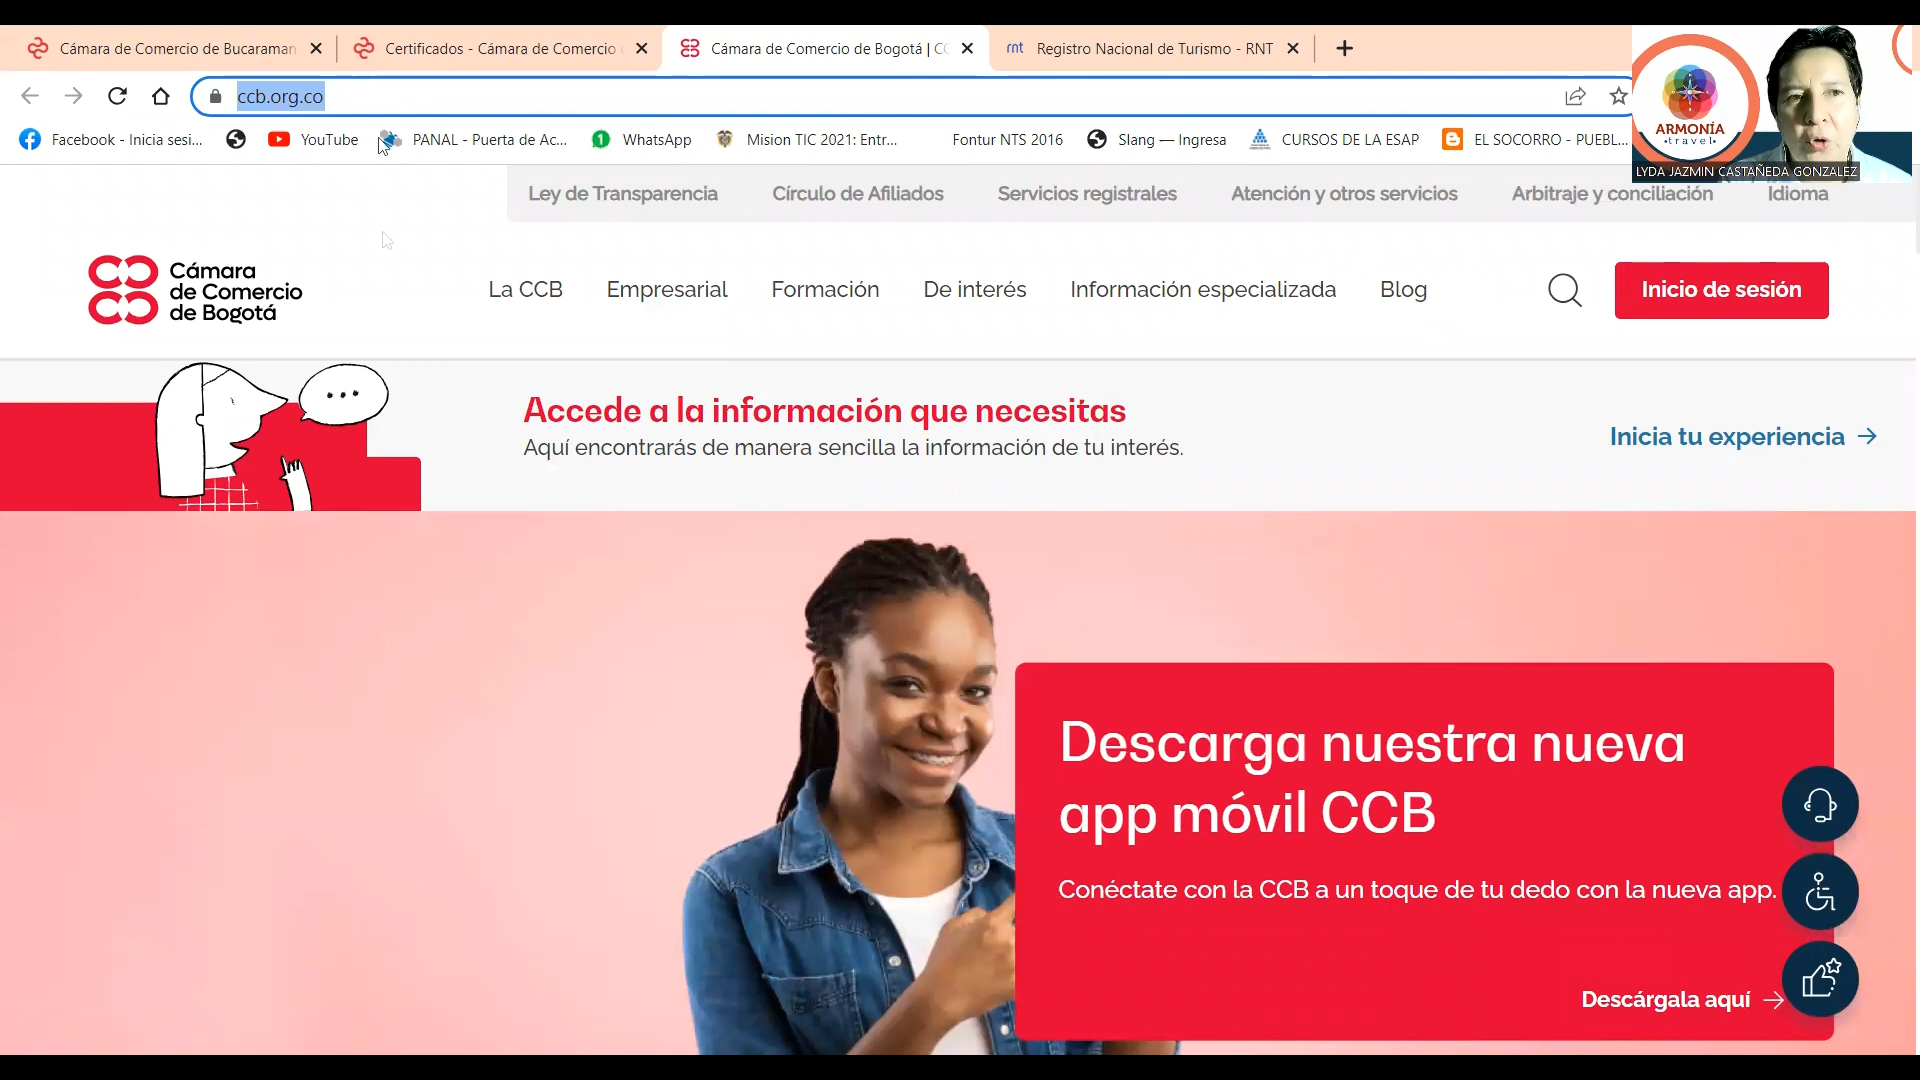 Cámara de Comercio de Bucaraman
Certificados - Cámara de Comercio
Cámara de Comercio de Bogotá | CC
rnt Registro Nacional de Turismo - RNT
ccb.org.co
Facebook - Inicia sesi...
YouTube
PANAL - Puerta de Ac...
1 WhatsApp
Mision TIC 2021: Entr...
Fontur NTS 2016
Slang — Ingresa
CURSOS DE LA ESAP
EL SOCORRO - PUEBL...
ARMONÍA
•travel•
LYDA JAZMIN CASTAÑEDA GONZALEZ
Ley de Transparencia
Círculo de Afiliados
Servicios registrales
Atención y otros servicios
Arbitraje y conciliación
Idioma
Cámara
de Comercio
de Bogotá
La CCB
Empresarial
Formación
De interés
Información especializada
Blog
Inicio de sesión
Accede a la información que necesitas
Aquí encontrarás de manera sencilla la información de tu interés.
Inicia tu experiencia
Descarga nuestra nueva
app móvil CCB
Conéctate con la CCB a un toque de tu dedo con la nueva app.
Descárgala aquí